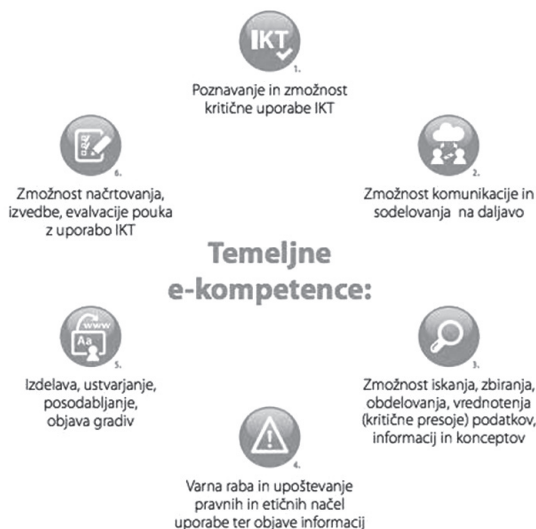 IKT
1.
Poznavanje in zmožnost
kritične uporabe IKT
2.
Zmožnost komunikacije in
sodelovanja na daljavo
3.
Zmožnost iskanja, zbiranja,
obdelovanja, vrednotenja
(kritične presoje) podatkov,
informacij in konceptov
4.
Varna raba in upoštevanje
pravnih in etičnih načel
uporabe ter objave informacij
www
Aa
5.
Izdelava, ustvarjanje,
posodabljanje,
objava gradiv
6.
Zmožnost načrtovanja,
izvedbe, evalvacije pouka
z uporabo IKT
Temeljne
e-kompetence: